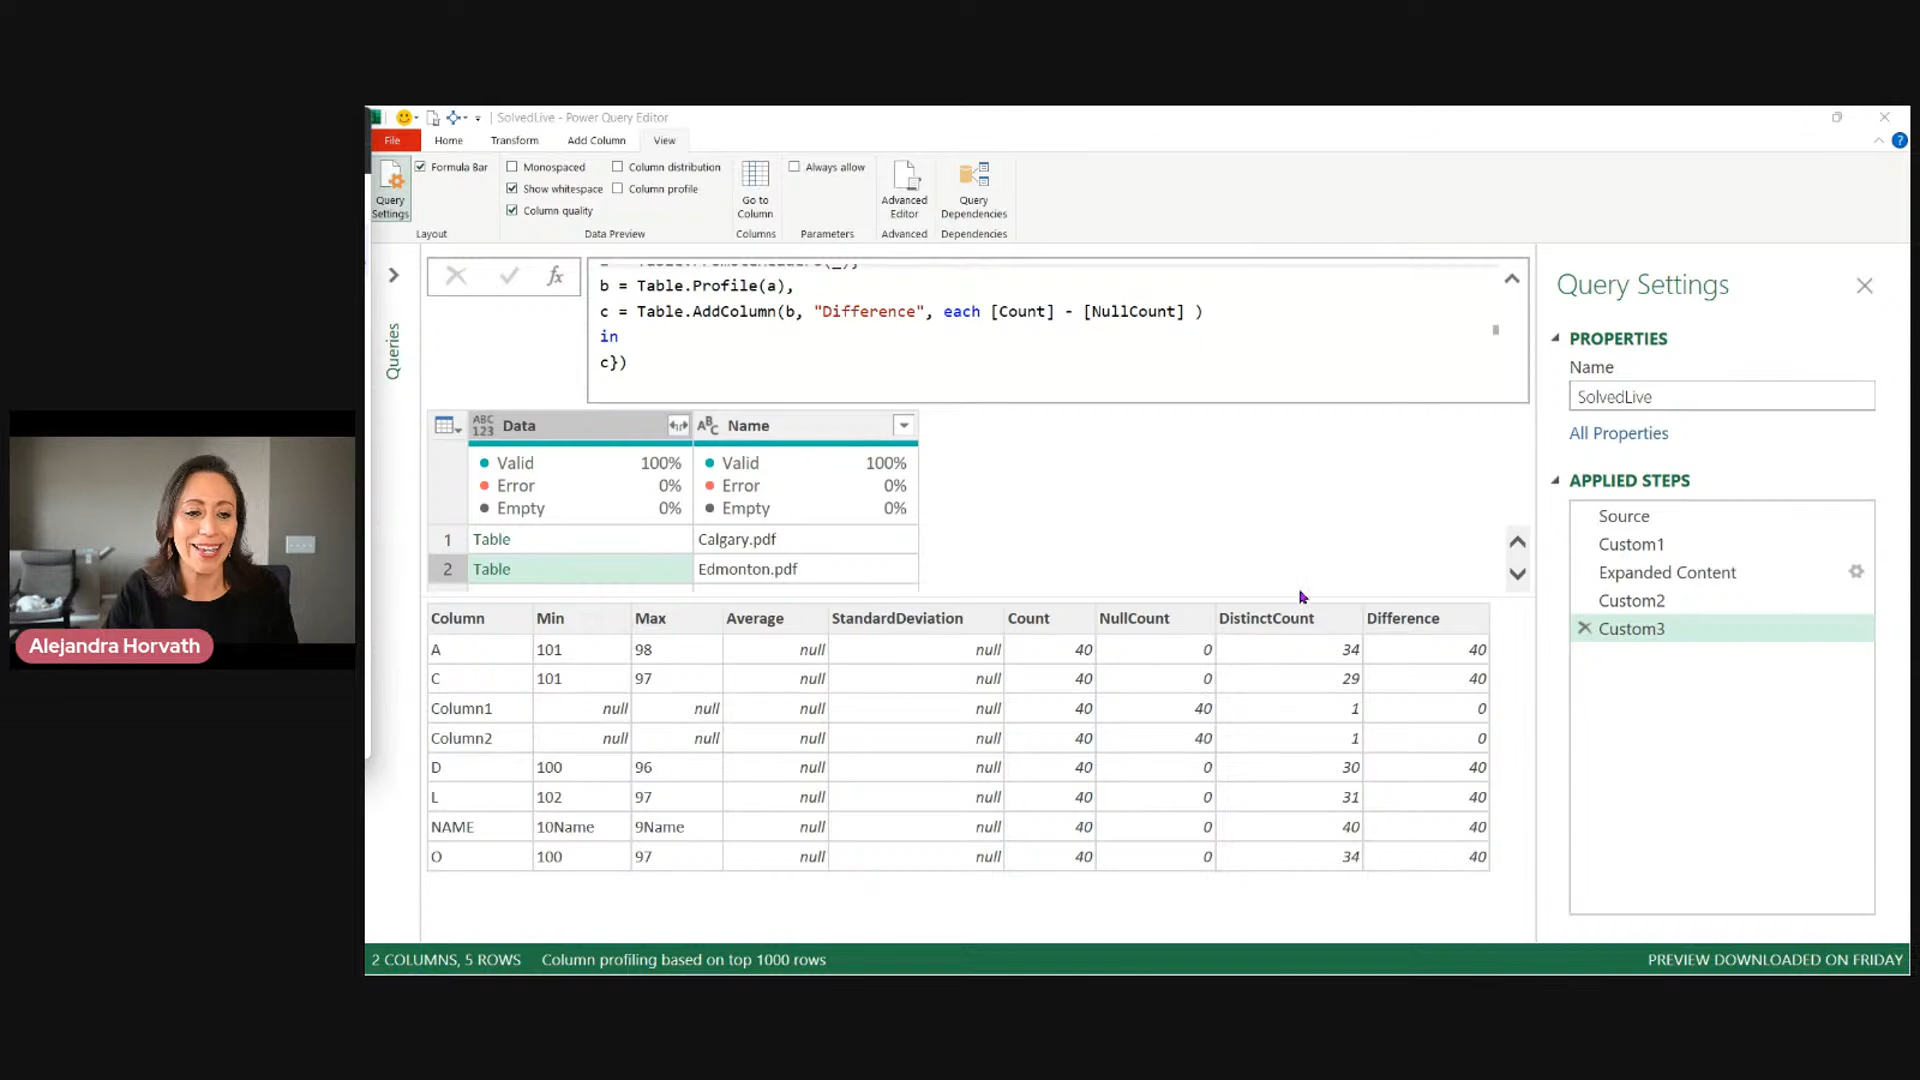 SolvedLive - Power Query Editor
File Home Transform Add Column View
Query Settings
Formula Bar
Layout
Monospaced
Show whitespace
Column quality
Column distribution
Column profile
Data Preview
Go to Column
Columns
Always allow
Parameters
Advanced Editor
Advanced
Query Dependencies
Dependencies
Queries
fx
b = Table.Profile(a),
c = Table.AddColumn(b, "Difference", each [Count] - [NullCount] )
in
c})
ABC 123 Data ABC Name
Valid 100% Valid 100%
Error 0% Error 0%
Empty 0% Empty 0%
1 Table Calgary.pdf
2 Table Edmonton.pdf
Column Min Max Average StandardDeviation Count NullCount DistinctCount Difference
A 101 98 null null 40 0 34 40
C 101 97 null null 40 0 29 40
Column1 null null null null 40 40 1 0
Column2 null null null null 40 40 1 0
D 100 96 null null 40 0 30 40
L 102 97 null null 40 0 31 40
NAME 10Name 9Name null null 40 0 40 40
O 100 97 null null 40 0 34 40
Query Settings
PROPERTIES
Name
SolvedLive
All Properties
APPLIED STEPS
Source
Custom1
Expanded Content
Custom2
Custom3
2 COLUMNS, 5 ROWS Column profiling based on top 1000 rows
PREVIEW DOWNLOADED ON FRIDAY
Alejandra Horvath